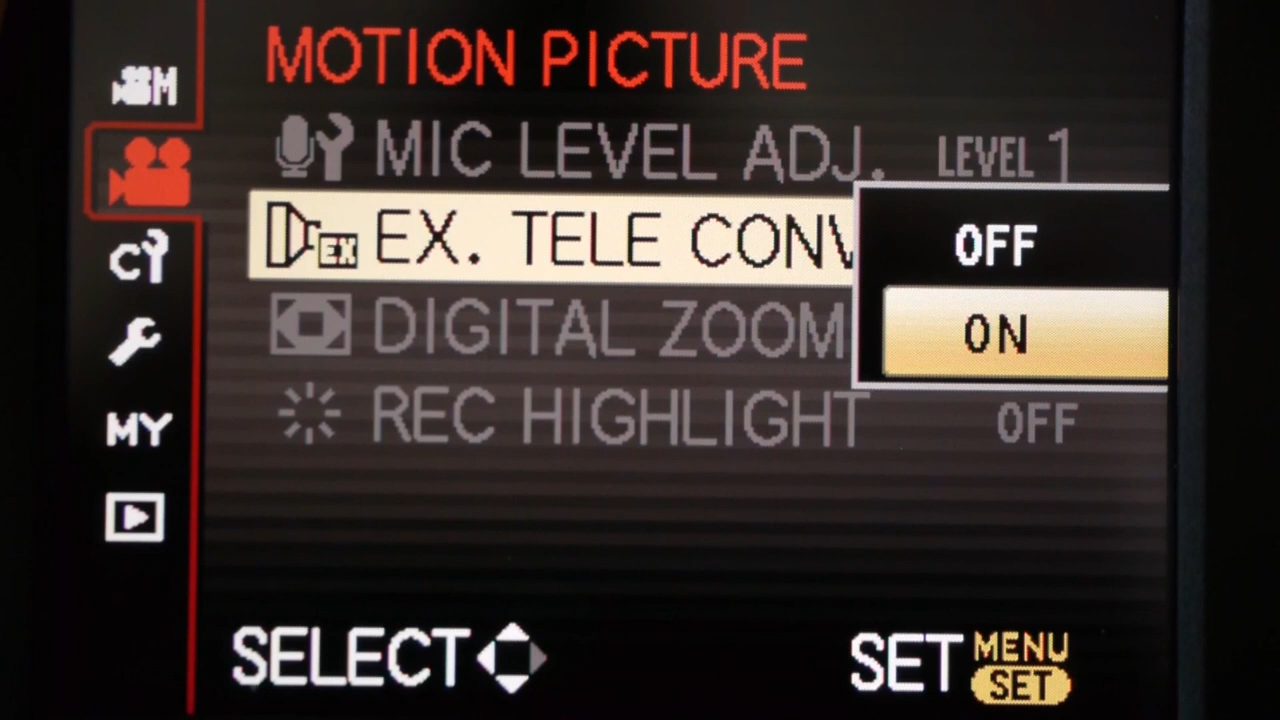 M
MOTION PICTURE
MIC LEVEL ADJ. LEVEL 1
EX EX. TELE CONV
OFF
ON
DIGITAL ZOOM
REC HIGHLIGHT OFF
C
MY
SELECT
SET MENU
SET